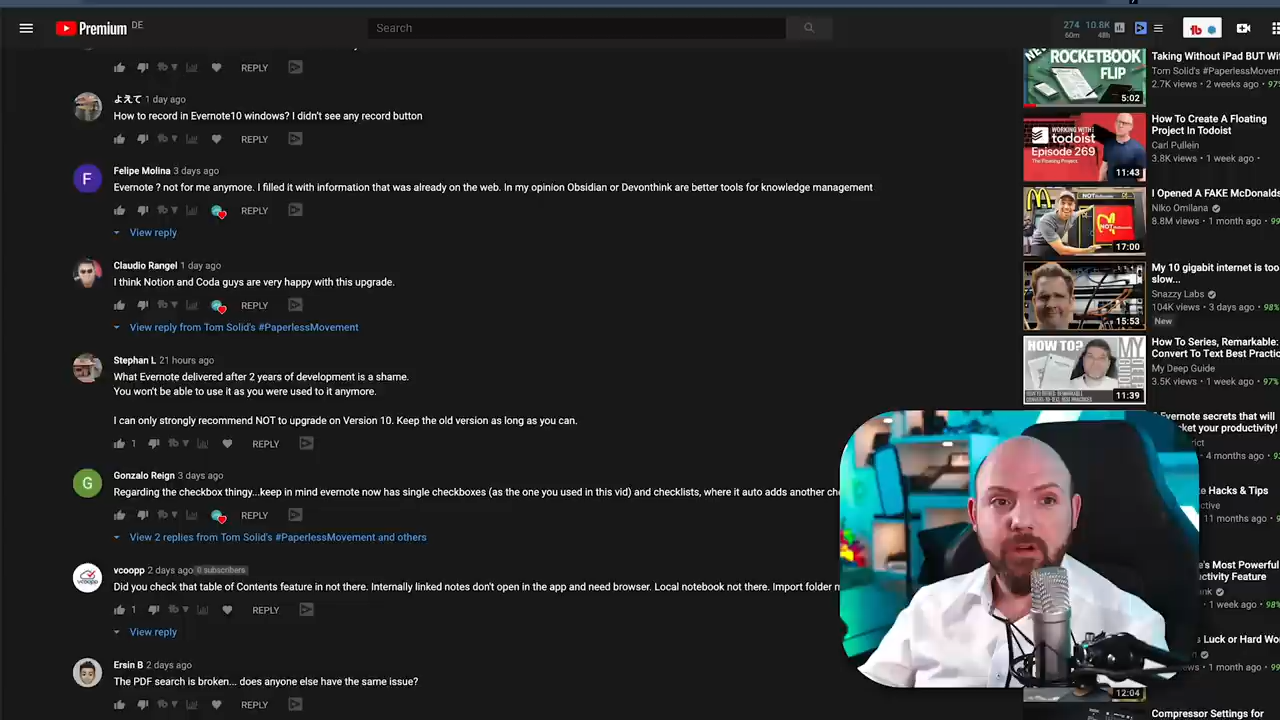 Premium DE
Search
274 10.8K
60m 48h
REPLY
よえて 1 day ago
How to record in Evernote10 windows? I didn't see any record button
REPLY
F
Felipe Molina 3 days ago
Evernote ? not for me anymore. I filled it with information that was already on the web. In my opinion Obsidian or Devonthink are better tools for knowledge management
REPLY
View reply
Claudio Rangel 1 day ago
I think Notion and Coda guys are very happy with this upgrade.
REPLY
View reply from Tom Solid's #PaperlessMovement
Stephan L 21 hours ago
What Evernote delivered after 2 years of development is a shame.
You won't be able to use it as you were used to it anymore.
I can only strongly recommend NOT to upgrade on Version 10. Keep the old version as long as you can.
1 REPLY
G
Gonzalo Reign 3 days ago
Regarding the checkbox thingy...keep in mind evernote now has single checkboxes (as the one you used in this vid) and checklists, where it auto adds another
REPLY
View 2 replies from Tom Solid's #PaperlessMovement and others
vcoopp 2 days ago 0 subscribers
Did you check that table of Contents feature in not there. Internally linked notes don't open in the app and need browser. Local notebook not there. Import folder
1 REPLY
View reply
Ersin B 2 days ago
The PDF search is broken... does anyone else have the same issue?
REPLY
NEW
ROCKETBOOK
FLIP
5:02
Taking Without iPad BUT
Tom Solid's #PaperlessMovem
2.7K views • 2 weeks ago •
WORKING WITH
todoist
Episode 269
The Floating Project
11:43
How To Create A Floating
Project In Todoist
Carl Pullein
3.8K views • 1 week ago •
NOT
17:00
I Opened A FAKE McDonalds
Niko Omilana
8.8M views • 1 month ago •
15:53
My 10 gigabit internet is too
slow...
Snazzy Labs
104K views • 3 days ago • 98%
New
HOW TO?
MY
DEEP
GUIDE
11:39
How To Series, Remarkable:
Convert To Text Best
My Deep Guide
3.5K views • 1 week ago •
Evernote secrets that will
your productivity!
4 months ago •
Hacks & Tips
11 months ago •
Most Powerful
Feature
1 week ago • 98%
Luck or Hard
1 month ago •
12:04
Compressor Settings for